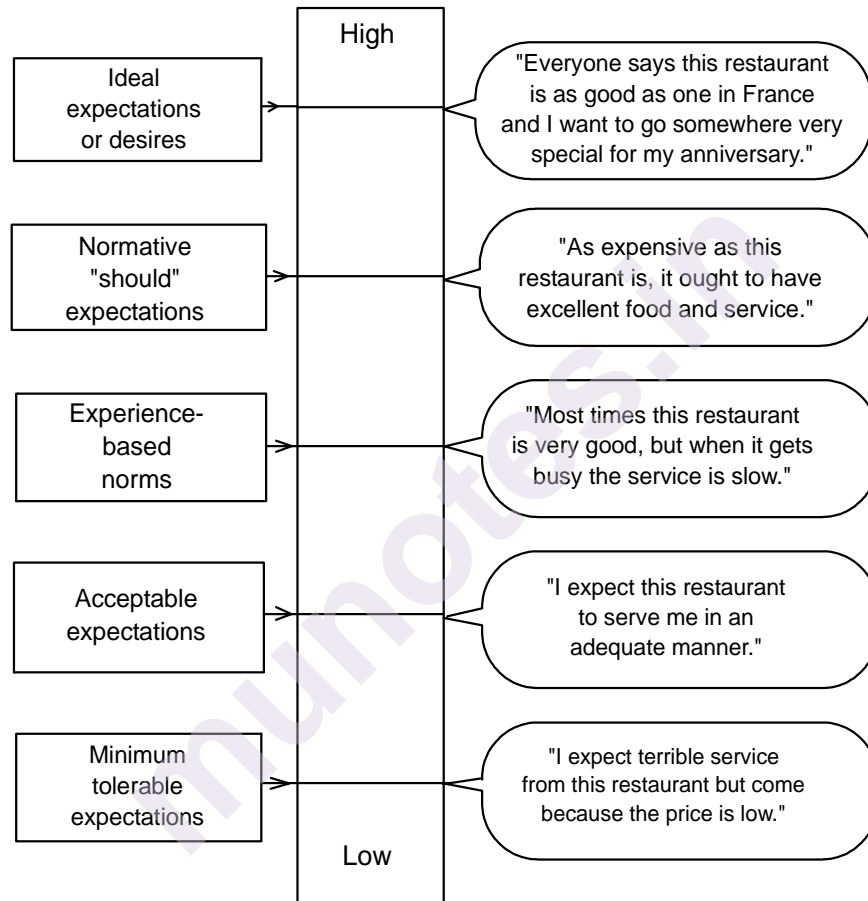 High
Ideal
expectations
or desires
"Everyone says this restaurant
is as good as one in France
and I want to go somewhere very
special for my anniversary."
Normative
"should"
expectations
"As expensive as this
restaurant is, it ought to have
excellent food and service."
Experience-
based
norms
"Most times this restaurant
is very good, but when it gets
busy the service is slow."
Acceptable
expectations
"I expect this restaurant
to serve me in an
adequate manner."
Minimum
tolerable
expectations
"I expect terrible service
from this restaurant but come
because the price is low."
Low
munotes.in